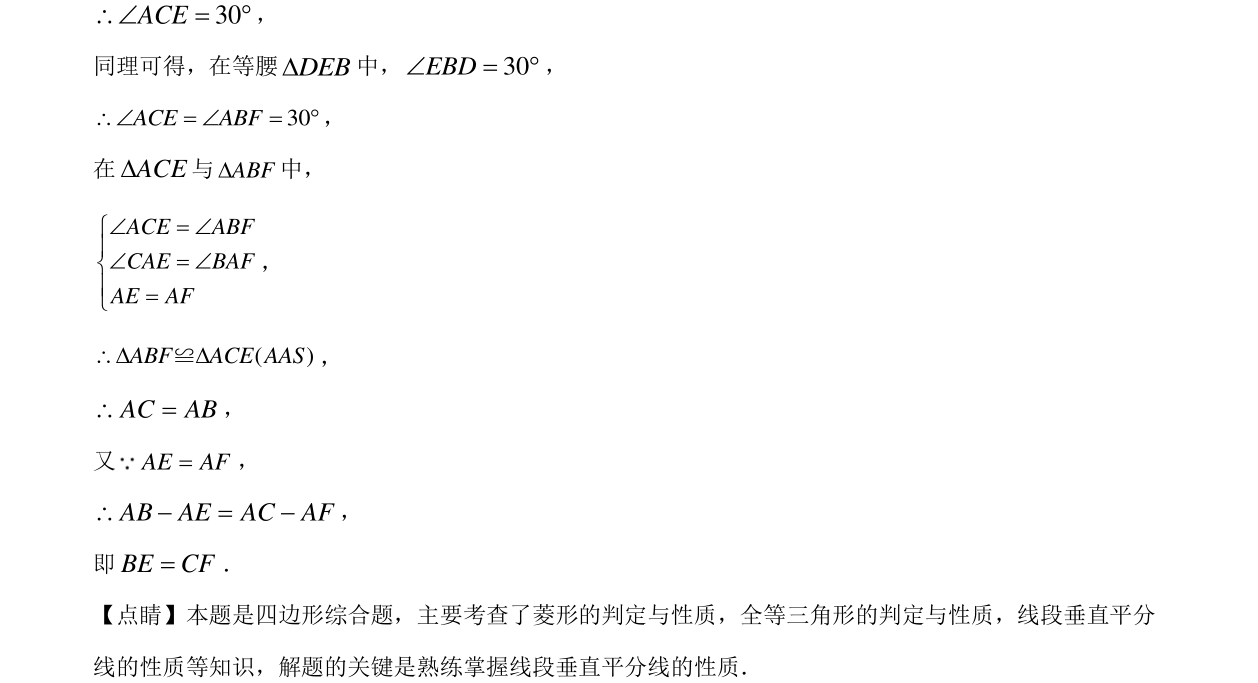 ∴∠ACE=30°，
同理可得，在等腰ΔDEB中，∠EBD=30°，
∴∠ACE=∠ABF=30°，
在ΔACE与ΔABF中，
∠ACE=∠ABF
∠CAE=∠BAF，
AE=AF
∴ΔABF≌ΔACE(AAS)，
∴AC=AB，
又∵AE=AF，
∴AB−AE=AC−AF，
即BE=CF．
【点睛】本题是四边形综合题，主要考查了菱形的判定与性质，全等三角形的判定与性质，线段垂直平分
线的性质等知识，解题的关键是熟练掌握线段垂直平分线的性质．